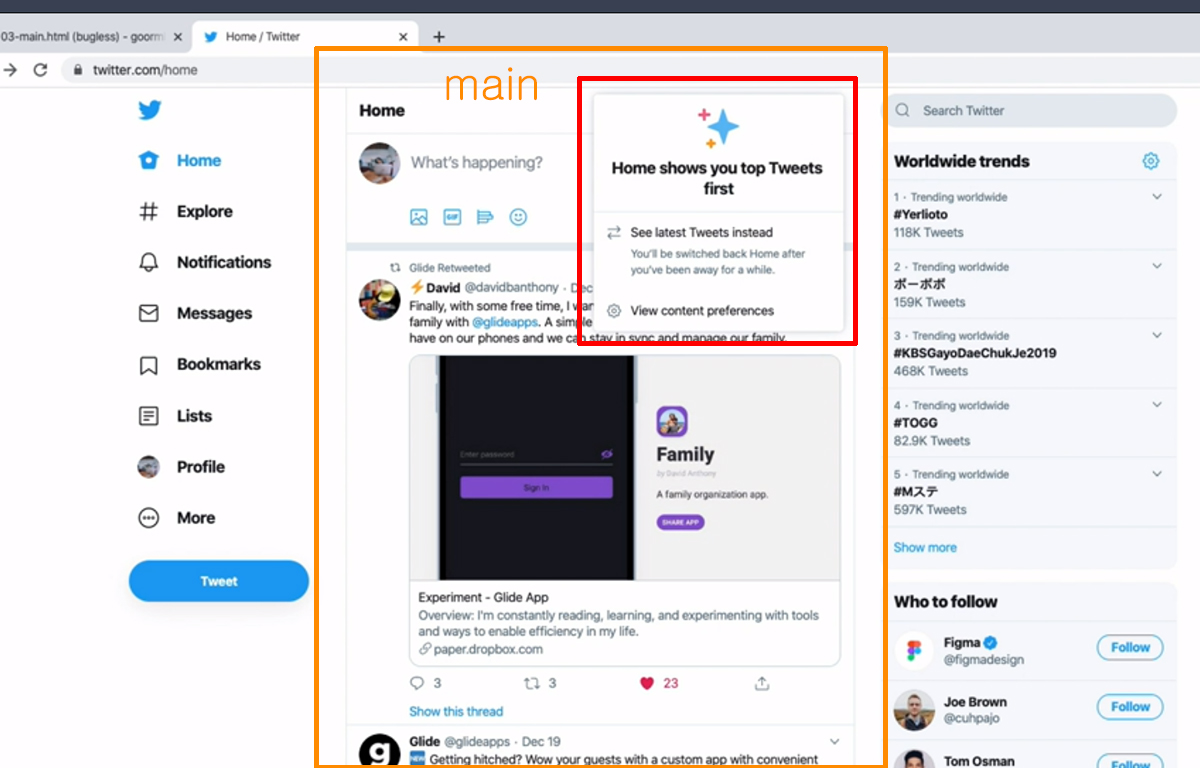 03-main.html (bugless) - goorm
Home / Twitter
twitter.com/home
main
Home
Explore
Notifications
Messages
Bookmarks
Lists
Profile
More
Tweet
Home
What's happening?
GIF
Home shows you top Tweets
first
See latest Tweets instead
You'll be switched back Home after
you've been away for a while.
View content preferences
Glide Retweeted
David @davidbanthony · Dec
Finally, with some free time, I
family with @glideapps. A simple
have on our phones and we can stay in sync and manage our family.
Enter password
Sign In
Family
by David Anthony
A family organization app.
SHARE APP
Experiment - Glide App
Overview: I'm constantly reading, learning, and experimenting with tools
and ways to enable efficiency in my life.
paper.dropbox.com
3
3
23
Show this thread
g
Glide @glideapps · Dec 19
NEW Getting hitched? Wow your guests with a custom app with convenient
Search Twitter
Worldwide trends
1 · Trending worldwide
#Yerlioto
118K Tweets
2 · Trending worldwide
ボーボボ
159K Tweets
3 · Trending worldwide
#KBSGayoDaeChukJe2019
468K Tweets
4 · Trending worldwide
#TOGG
82.9K Tweets
5 · Trending worldwide
#Mステ
597K Tweets
Show more
Who to follow
Figma
@figmadesign
Follow
Joe Brown
@cuhpajo
Follow
Tom Osman
Follow